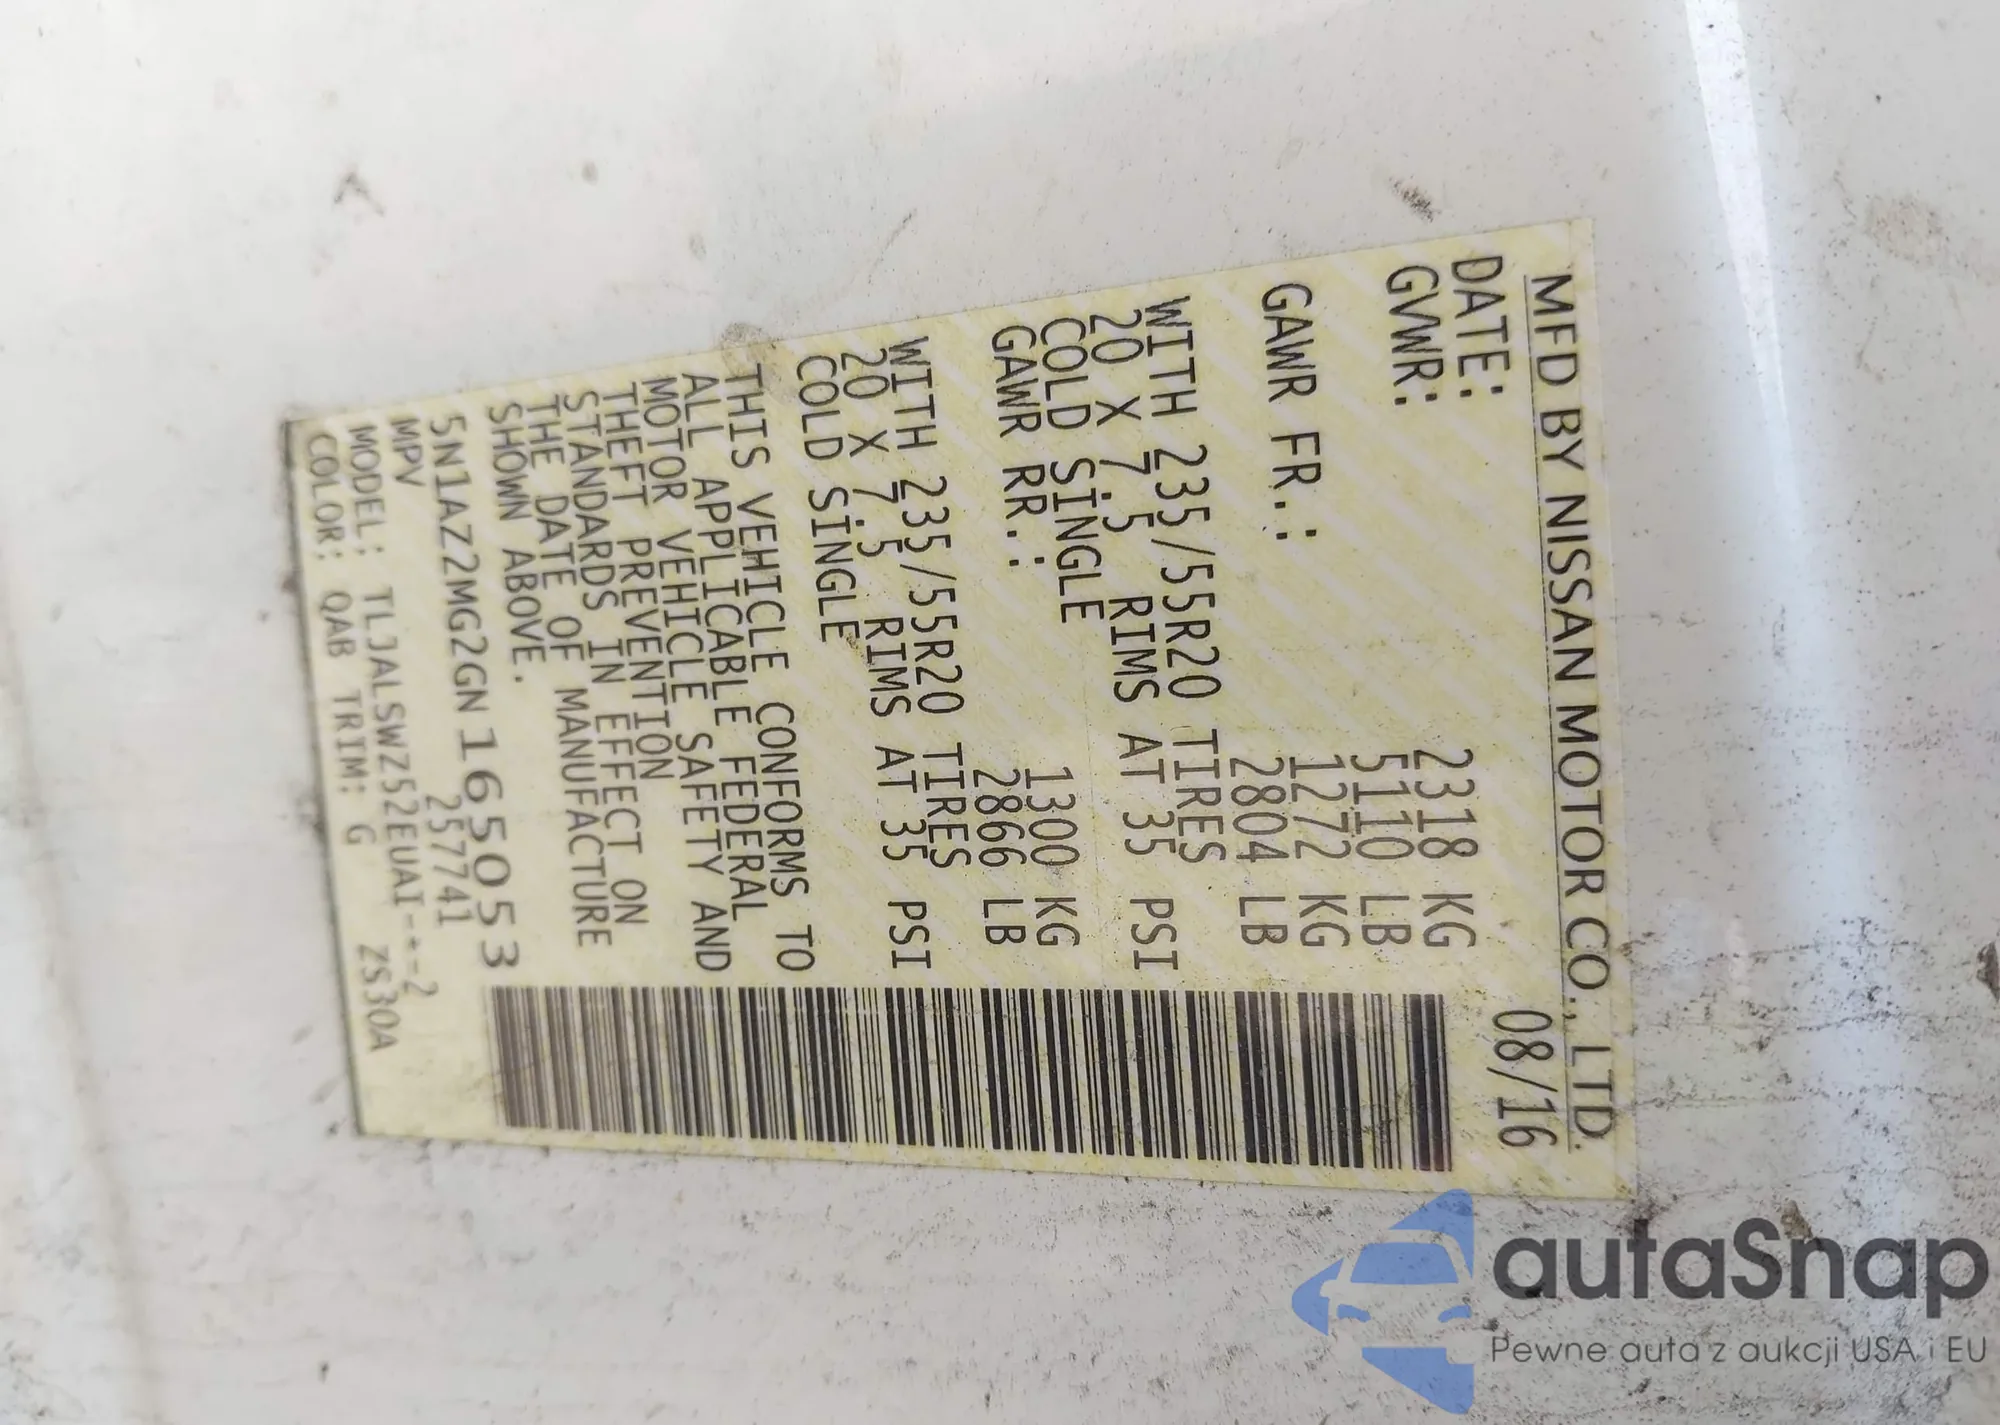 MFD BY NISSAN MOTOR CO., LTD.
DATE: 08/16
GVWR: 2318 KG
5110 LB
GAWR FR.: 1272 KG
2804 LB
WITH 235/55R20 TIRES
20 X 7.5 RIMS AT 35 PSI
COLD SINGLE
GAWR RR.: 1300 KG
2866 LB
WITH 235/55R20 TIRES
20 X 7.5 RIMS AT 35 PSI
COLD SINGLE
THIS VEHICLE CONFORMS TO
ALL APPLICABLE FEDERAL
MOTOR VEHICLE SAFETY AND
THEFT PREVENTION
STANDARDS IN EFFECT ON
THE DATE OF MANUFACTURE
SHOWN ABOVE.
5N1AZ2MG2GN165053
MPV 257741
MODEL: TLJALSWZ52EUAI-*-2
COLOR: QAB TRIM: G ZS30A
autaSnap
Pewne auta z aukcji USA i EU